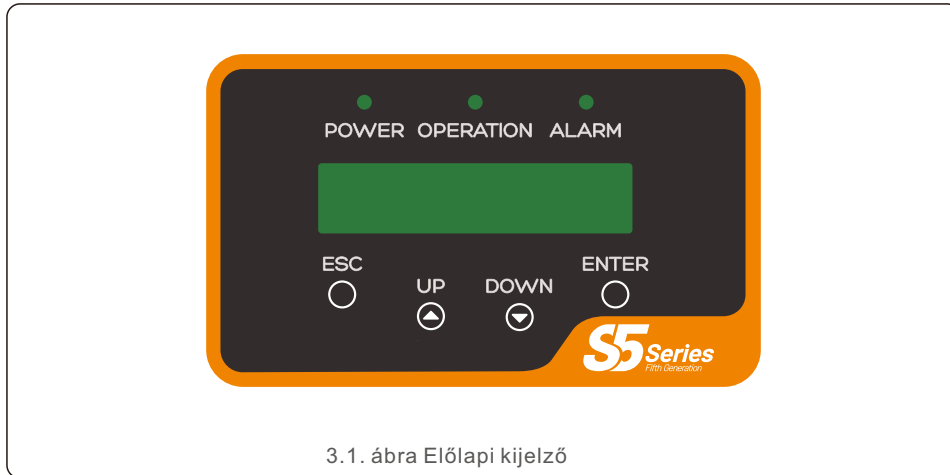 POWER OPERATION ALARM
ESC
UP
DOWN
ENTER
S5 Series
Fifth Generation
3.1. ábra Előlapi kijelző